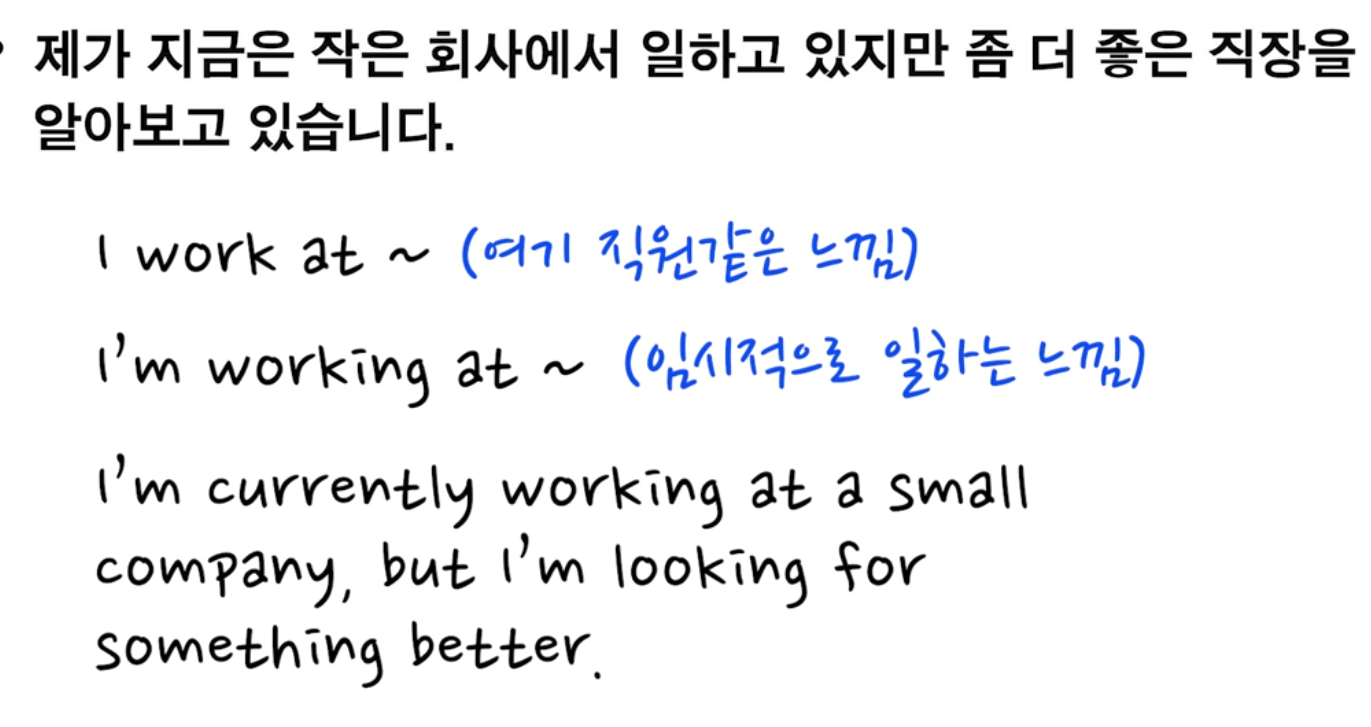 제가 지금은 작은 회사에서 일하고 있지만 좀 더 좋은 직장을
알아보고 있습니다.
I work at ~ (여기 직원같은 느낌)
I'm working at ~ (임시적으로 일하는 느낌)
I'm currently working at a small
company, but I'm looking for
something better.